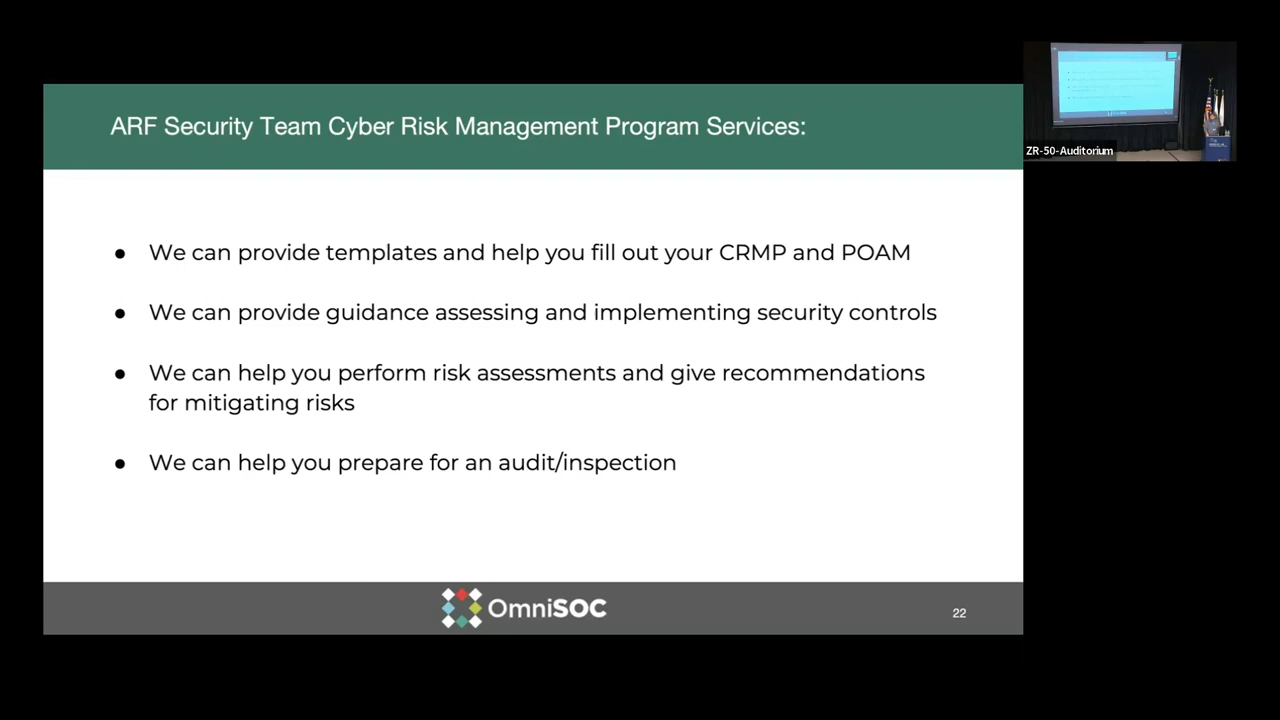 ARF Security Team Cyber Risk Management Program Services:
● We can provide templates and help you fill out your CRMP and POAM
● We can provide guidance assessing and implementing security controls
● We can help you perform risk assessments and give recommendations
for mitigating risks
● We can help you prepare for an audit/inspection
OmniSOC
22
ZR-50-Auditorium